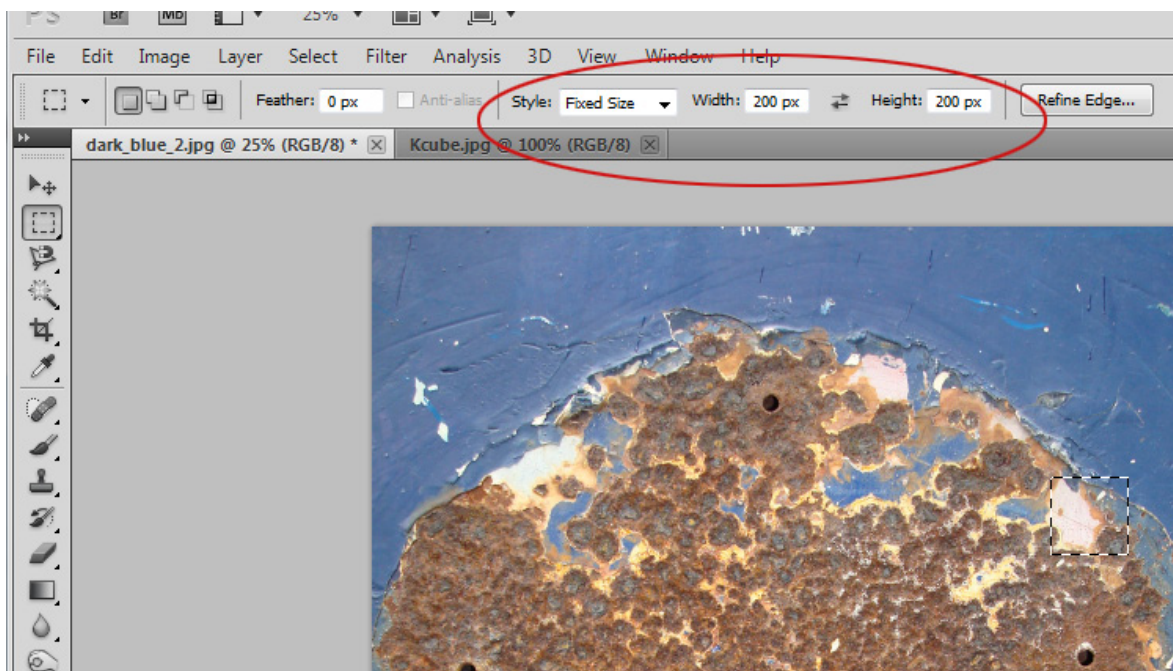 PS Br Mb 25%
File Edit Image Layer Select Filter Analysis 3D View Window Help
Feather: 0 px Anti-alias Style: Fixed Size Width: 200 px Height: 200 px Refine Edge...
dark_blue_2.jpg @ 25% (RGB/8) * Kcube.jpg @ 100% (RGB/8)